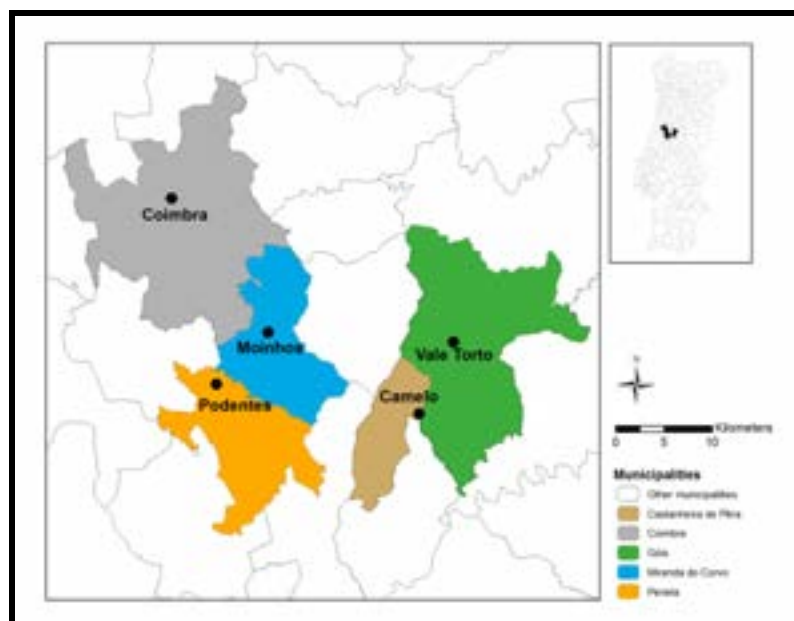 Coimbra
Moinhos
Vale Torto
Podentes
Camelo
N
Kilometers
0 5 10
Municipalities
Other municipalities
Castanheira de Pêra
Coimbra
Góis
Miranda do Corvo
Penela